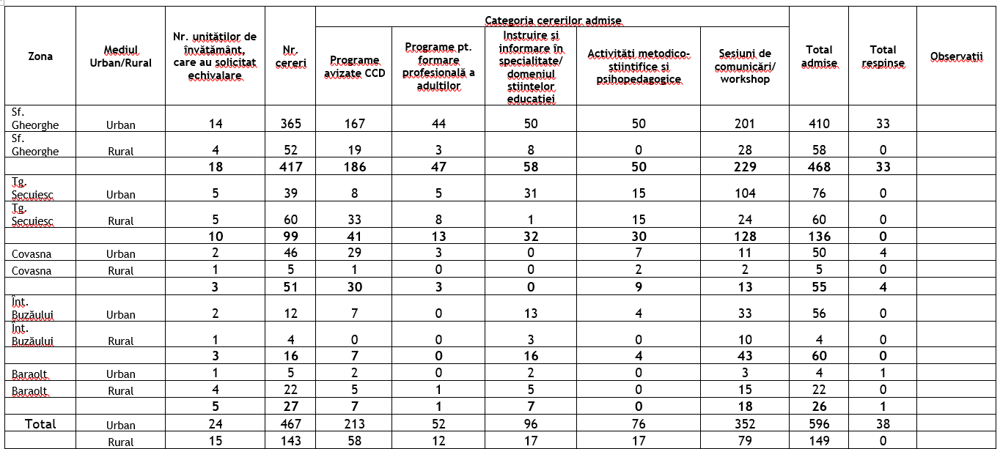 Categoria cererilor admise
Zona Mediul Urban/Rural Nr. unităților de învățământ, care au solicitat echivalare Nr. cereri Programe avizate CCD Programe pt. formare profesională a adulților Instruire și informare în specialitate/ domeniul științelor educației Activități metodico-științifice și psihopedagogice Sesiuni de comunicări/ workshop Total admise Total respinse Observații
Sf. Gheorghe Urban 14 365 167 44 50 50 201 410 33
Sf. Gheorghe Rural 4 52 19 3 8 0 28 58 0
18 417 186 47 58 50 229 468 33
Tg. Secuiesc Urban 5 39 8 5 31 15 104 76 0
Tg. Secuiesc Rural 5 60 33 8 1 15 24 60 0
10 99 41 13 32 30 128 136 0
Covasna Urban 2 46 29 3 0 7 11 50 4
Covasna Rural 1 5 1 0 0 2 2 5 0
3 51 30 3 0 9 13 55 4
Înt. Buzăului Urban 2 12 7 0 13 4 33 56 0
Înt. Buzăului Rural 1 4 0 0 3 0 10 4 0
3 16 7 0 16 4 43 60 0
Baraolt Urban 1 5 2 0 2 0 3 4 1
Baraolt Rural 4 22 5 1 5 0 15 22 0
5 27 7 1 7 0 18 26 1
Total Urban 24 467 213 52 96 76 352 596 38
Rural 15 143 58 12 17 17 79 149 0